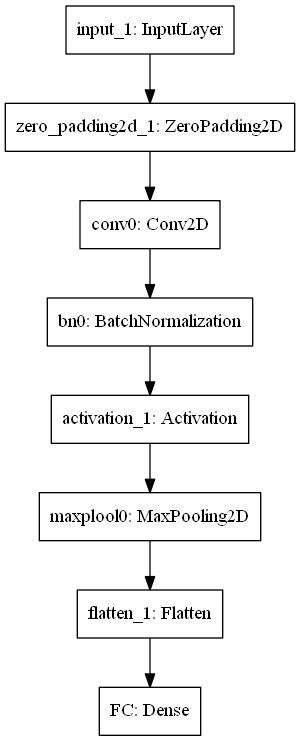 input_1: InputLayer
zero_padding2d_1: ZeroPadding2D
conv0: Conv2D
bn0: BatchNormalization
activation_1: Activation
maxplool0: MaxPooling2D
flatten_1: Flatten
FC: Dense